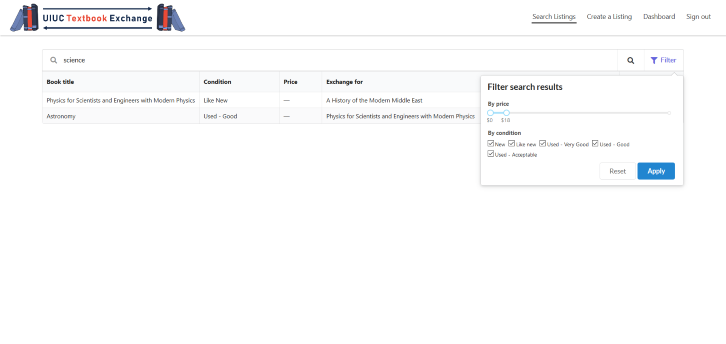 UIUC Textbook Exchange
Search Listings Create a Listing Dashboard Sign out
science
Filter
Book title Condition Price Exchange for
Physics for Scientists and Engineers with Modern Physics Like New — A History of the Modern Middle East
Astronomy Used - Good — Physics for Scientists and Engineers with Modern Physics
Filter search results
By price
$0 $18
By condition
New Like new Used - Very Good Used - Good
Used - Acceptable
Reset Apply